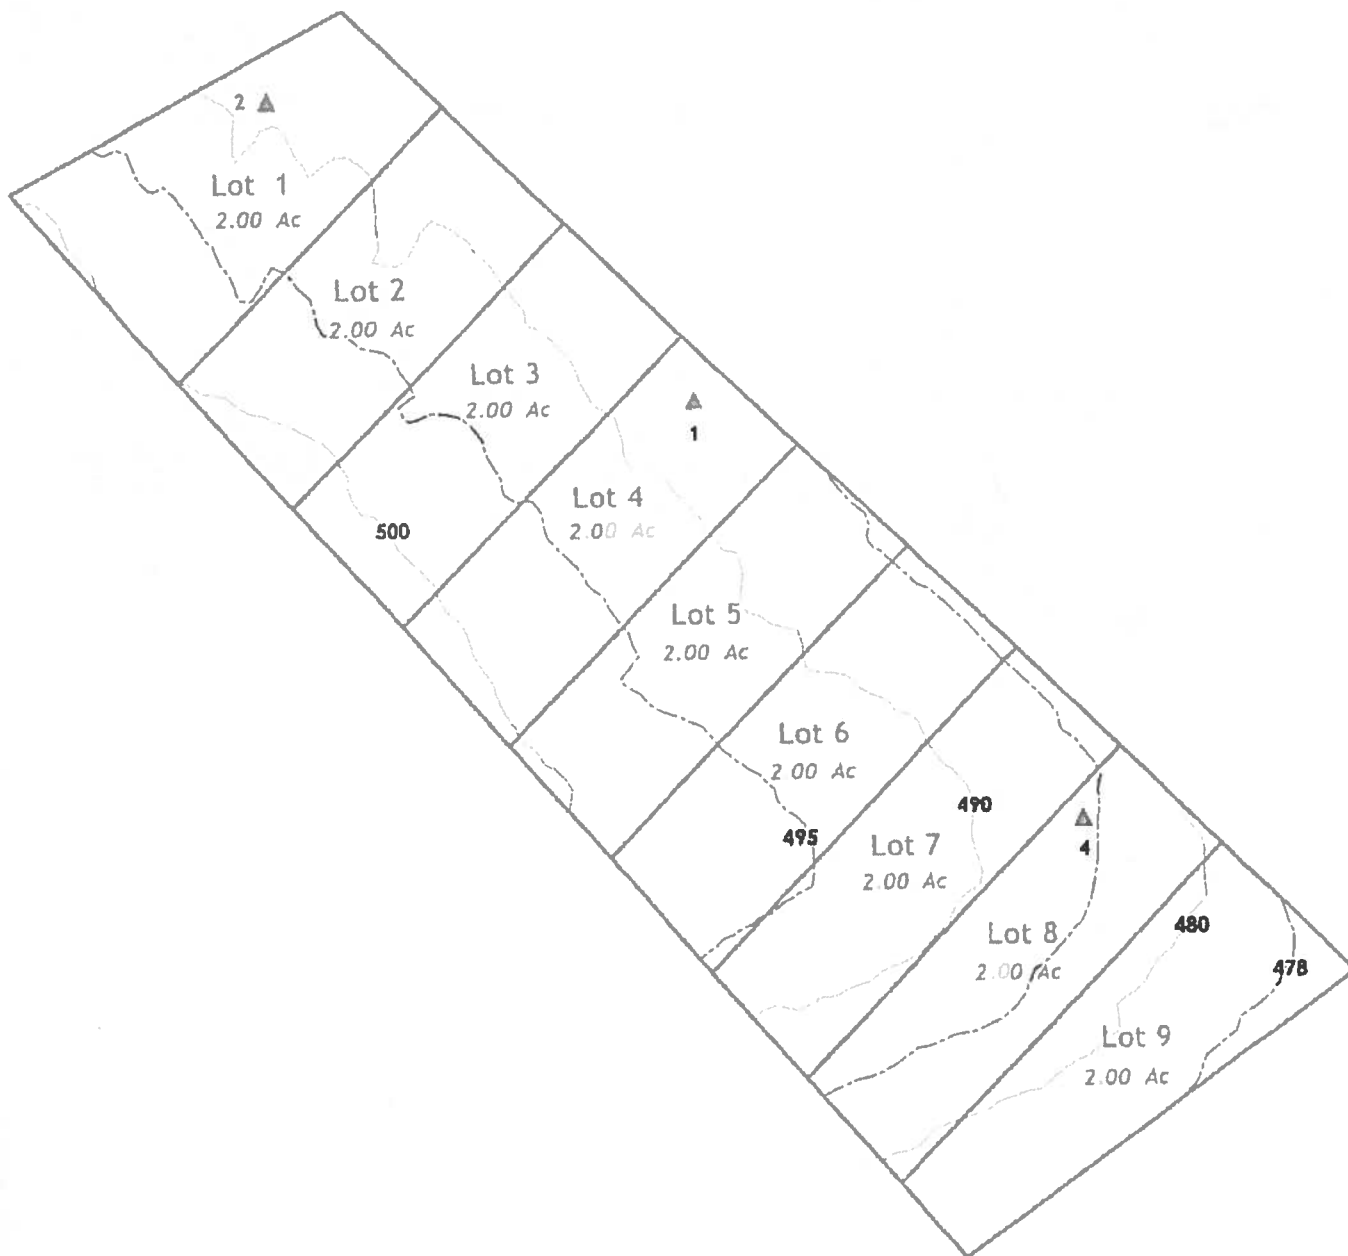 2
Lot 1
2.00 Ac
Lot 2
2.00 Ac
Lot 3
2.00 Ac
1
500
Lot 4
2.00 Ac
Lot 5
2.00 Ac
Lot 6
2 00 Ac
490
495
4
Lot 7
2 00 Ac
480
Lot 8
2 00 Ac
478
Lot 9
2 00 Ac